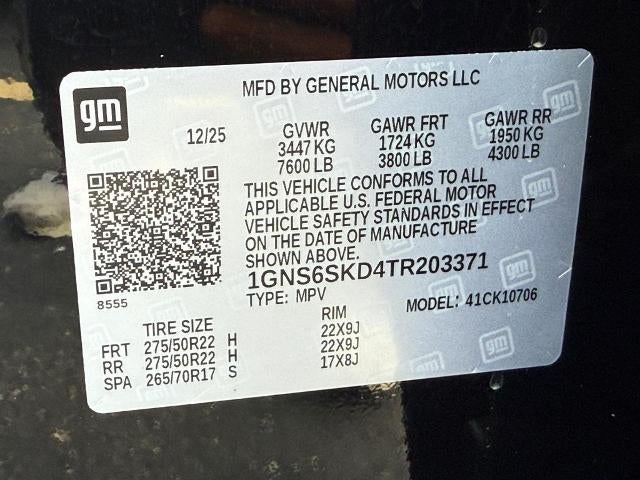 MFD BY GENERAL MOTORS LLC
gm
12/25
GVWR GAWR FRT GAWR RR
3447 KG 1724 KG 1950 KG
7600 LB 3800 LB 4300 LB
THIS VEHICLE CONFORMS TO ALL
APPLICABLE U.S. FEDERAL MOTOR
VEHICLE SAFETY STANDARDS IN EFFECT
ON THE DATE OF MANUFACTURE
SHOWN ABOVE.
1GNS6SKD4TR203371
TYPE: MPV MODEL: 41CK10706
8555
TIRE SIZE RIM
FRT 275/50R22 H 22X9J
RR 275/50R22 H 22X9J
SPA 265/70R17 S 17X8J